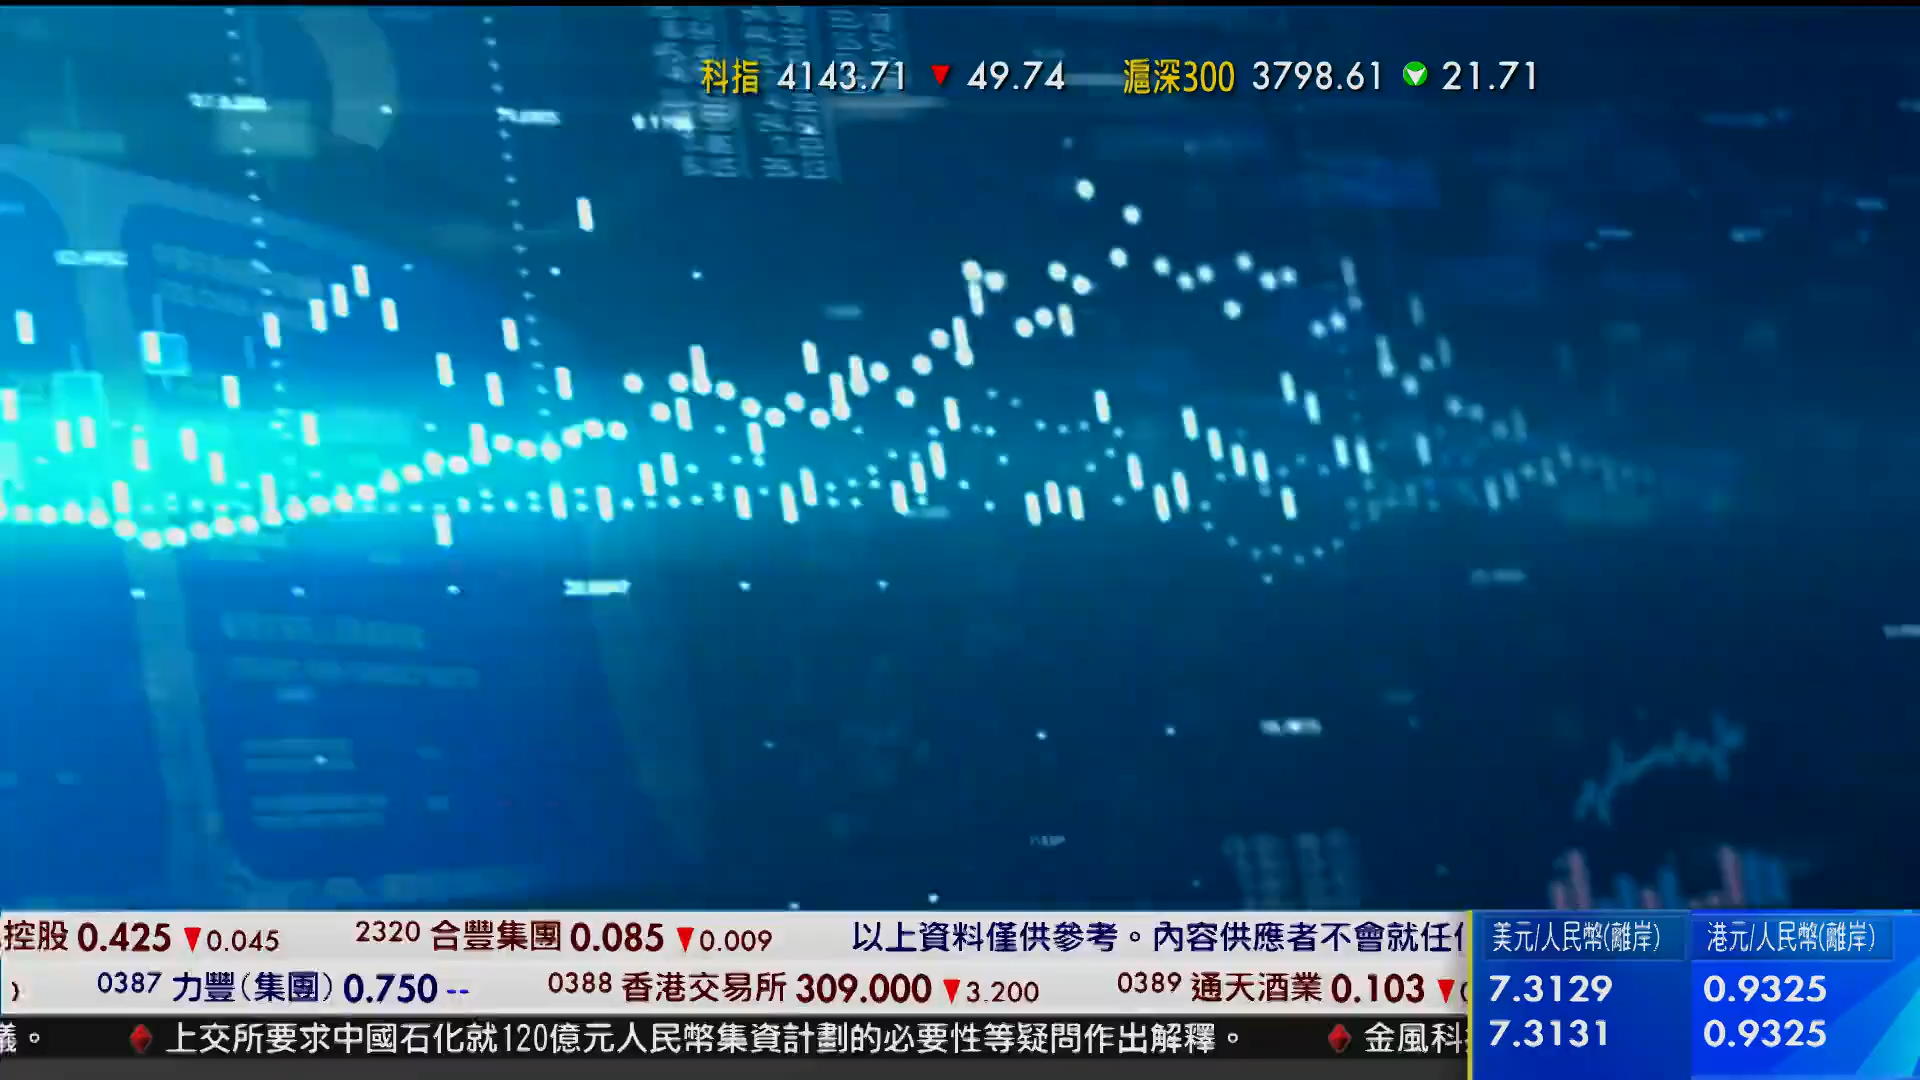 科指 4143.71 ▼ 49.74 滬深300 3798.61 21.71
控股 0.425 ▼0.045 2320 合豐集團 0.085 ▼0.009 以上資料僅供參考。內容供應者不會就任
0387 力豐(集團) 0.750 -- 0388 香港交易所 309.000 ▼3.200 0389 通天酒業 0.103 ▼
義。 上交所要求中國石化就120億元人民幣集資計劃的必要性等疑問作出解釋。 金風科
美元/人民幣(離岸) 港元/人民幣(離岸)
7.3129 0.9325
7.3131 0.9325